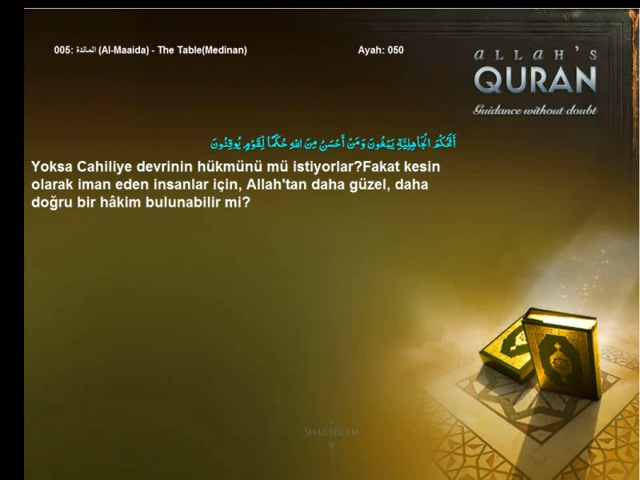 005: المائدة (Al-Maaida) - The Table(Medinan) Ayah: 050
ALLAH'S
QURAN
Guidance without doubt
أَفَحُكْمَ الْجَاهِلِيَّةِ يَبْغُونَ وَمَنْ أَحْسَنُ مِنَ اللَّهِ حُكْمًا لِّقَوْمٍ يُوقِنُونَ
Yoksa Cahiliye devrinin hükmünü mü istiyorlar?Fakat kesin
olarak iman eden insanlar için, Allah'tan daha güzel, daha
doğru bir hâkim bulunabilir mi?
SHAREISLAM